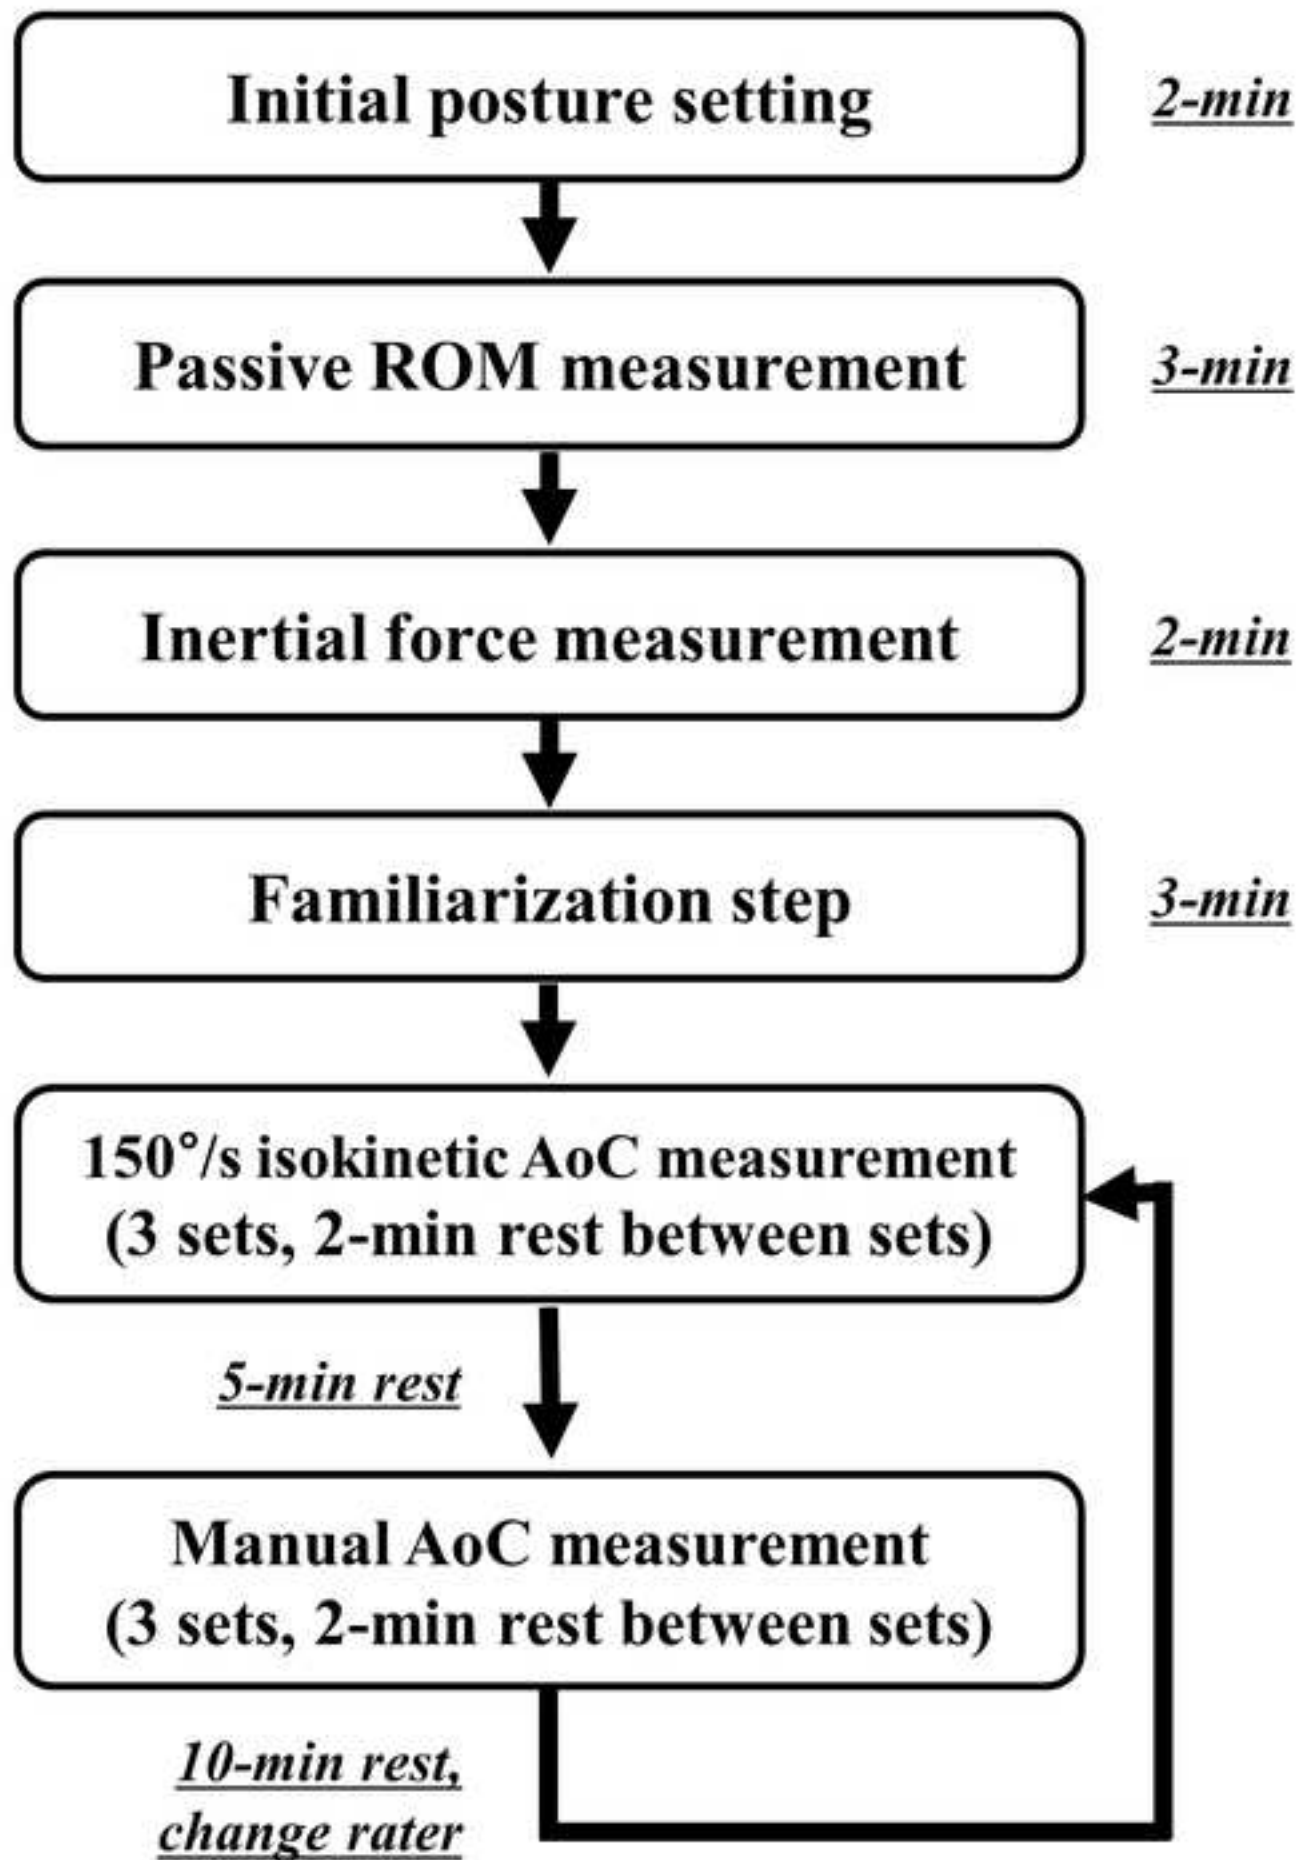 Initial posture setting
2-min
Passive ROM measurement
3-min
Inertial force measurement
2-min
Familiarization step
3-min
150°/s isokinetic AoC measurement
(3 sets, 2-min rest between sets)
5-min rest
Manual AoC measurement
(3 sets, 2-min rest between sets)
10-min rest,
change rater